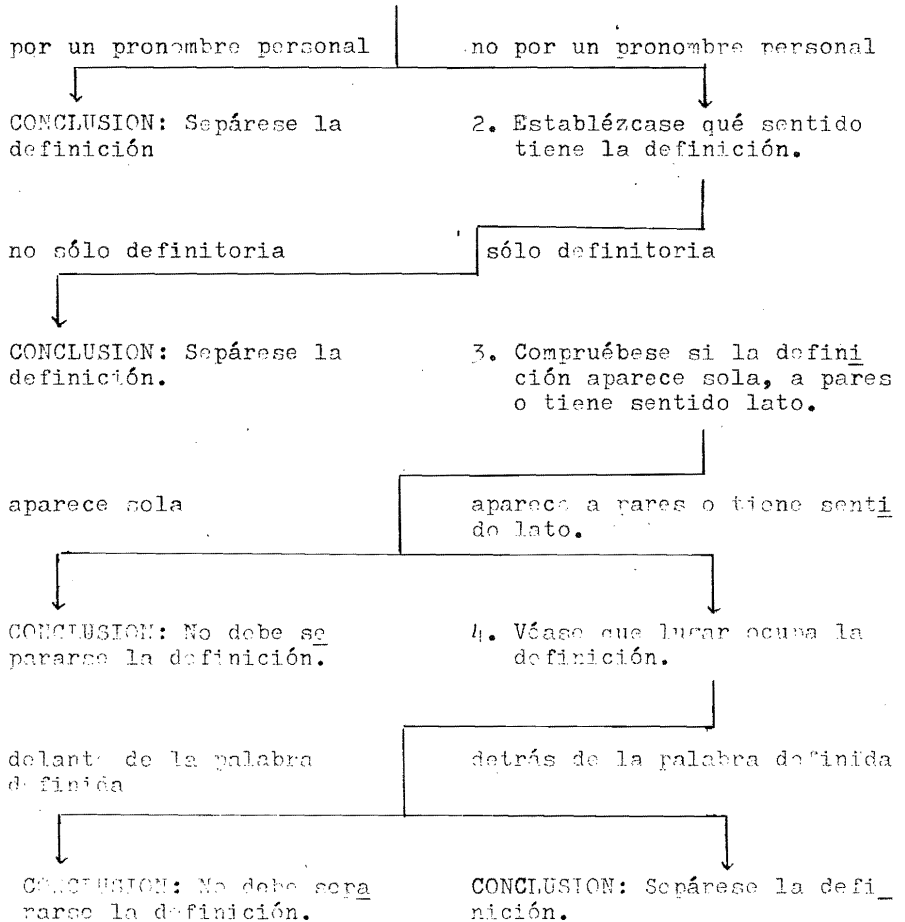 por un pronombre personal
no por un pronombre personal
CONCLUSION: Sepárese la
definición
2. Establézcase qué sentido
tiene la definición.
no sólo definitoria
sólo definitoria
CONCLUSION: Sepárese la
definición.
3. Compruébese si la defini
ción aparece sola, a pares
o tiene sentido lato.
aparece sola
aparece a pares o tiene senti
do lato.
CONCLUSION: No debe se
pararse la definición.
4. Véase que lugar ocupa la
definición.
delante de la palabra
definida
detrás de la palabra definida
CONCLUSION: No debe sepa
rarse la definición.
CONCLUSION: Sepárese la defi_
nición.